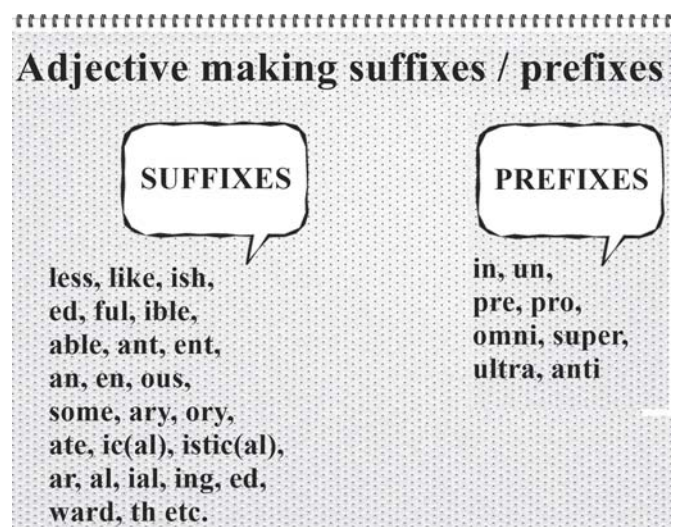 Adjective making suffixes / prefixes
SUFFIXES
less, like, ish,
ed, ful, ible,
able, ant, ent,
an, en, ous,
some, ary, ory,
ate, ic(al), istic(al),
ar, al, ial, ing, ed,
ward, th etc.
PREFIXES
in, un,
pre, pro,
omni, super,
ultra, anti